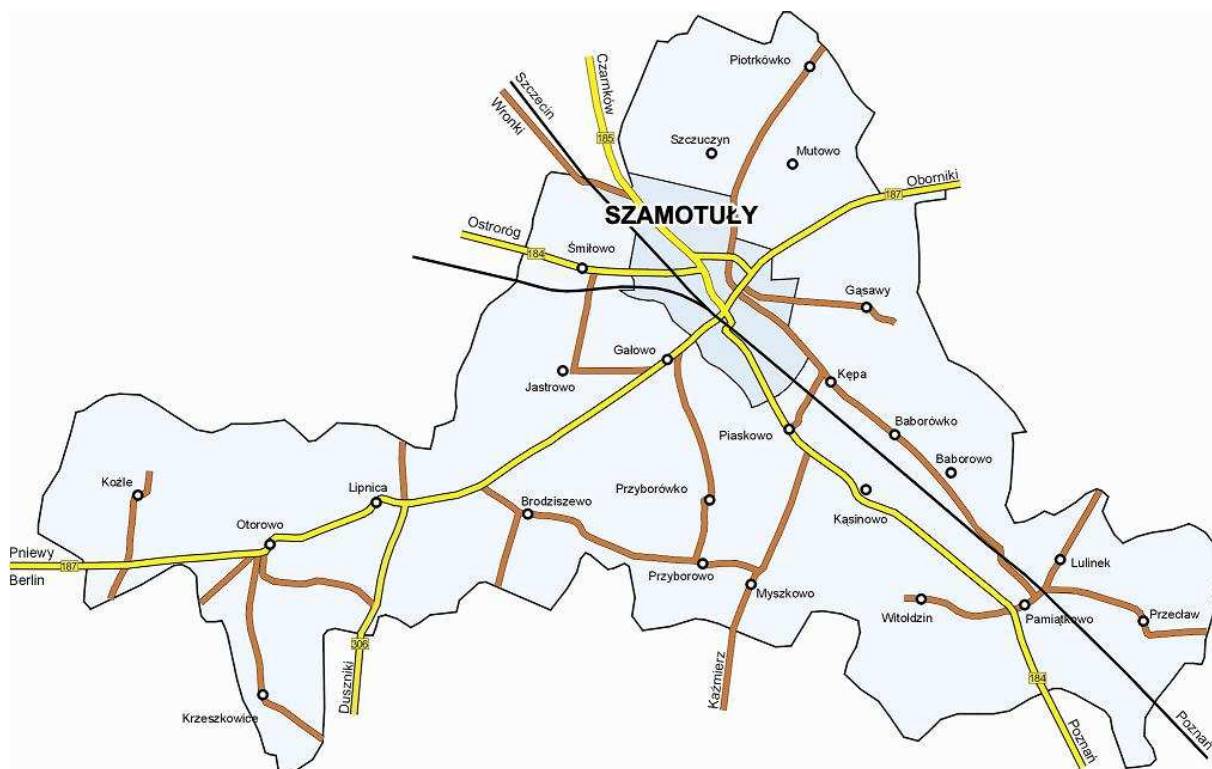 Piotrkówko
Czarnków
Szczecin
Wronki
185
Szczuczyn
Mutowo
Oborniki
187
SZAMOTUŁY
Ostroróg
184
Śmiłowo
Gąsawy
Gałowo
Jastrowo
Kępa
Baborówko
Piaskowo
Baborowo
Koźle
Lipnica
Brodziszewo
Przyborówko
Kąsinowo
Otorowo
Pniewy
187
Berlin
Przyborowo
Myszkowo
Lulinek
Witoldzin
Pamiątkowo
Przecław
306
Duszniki
Kaźmierz
184
Krzeszkowice
Poznań
Poznań